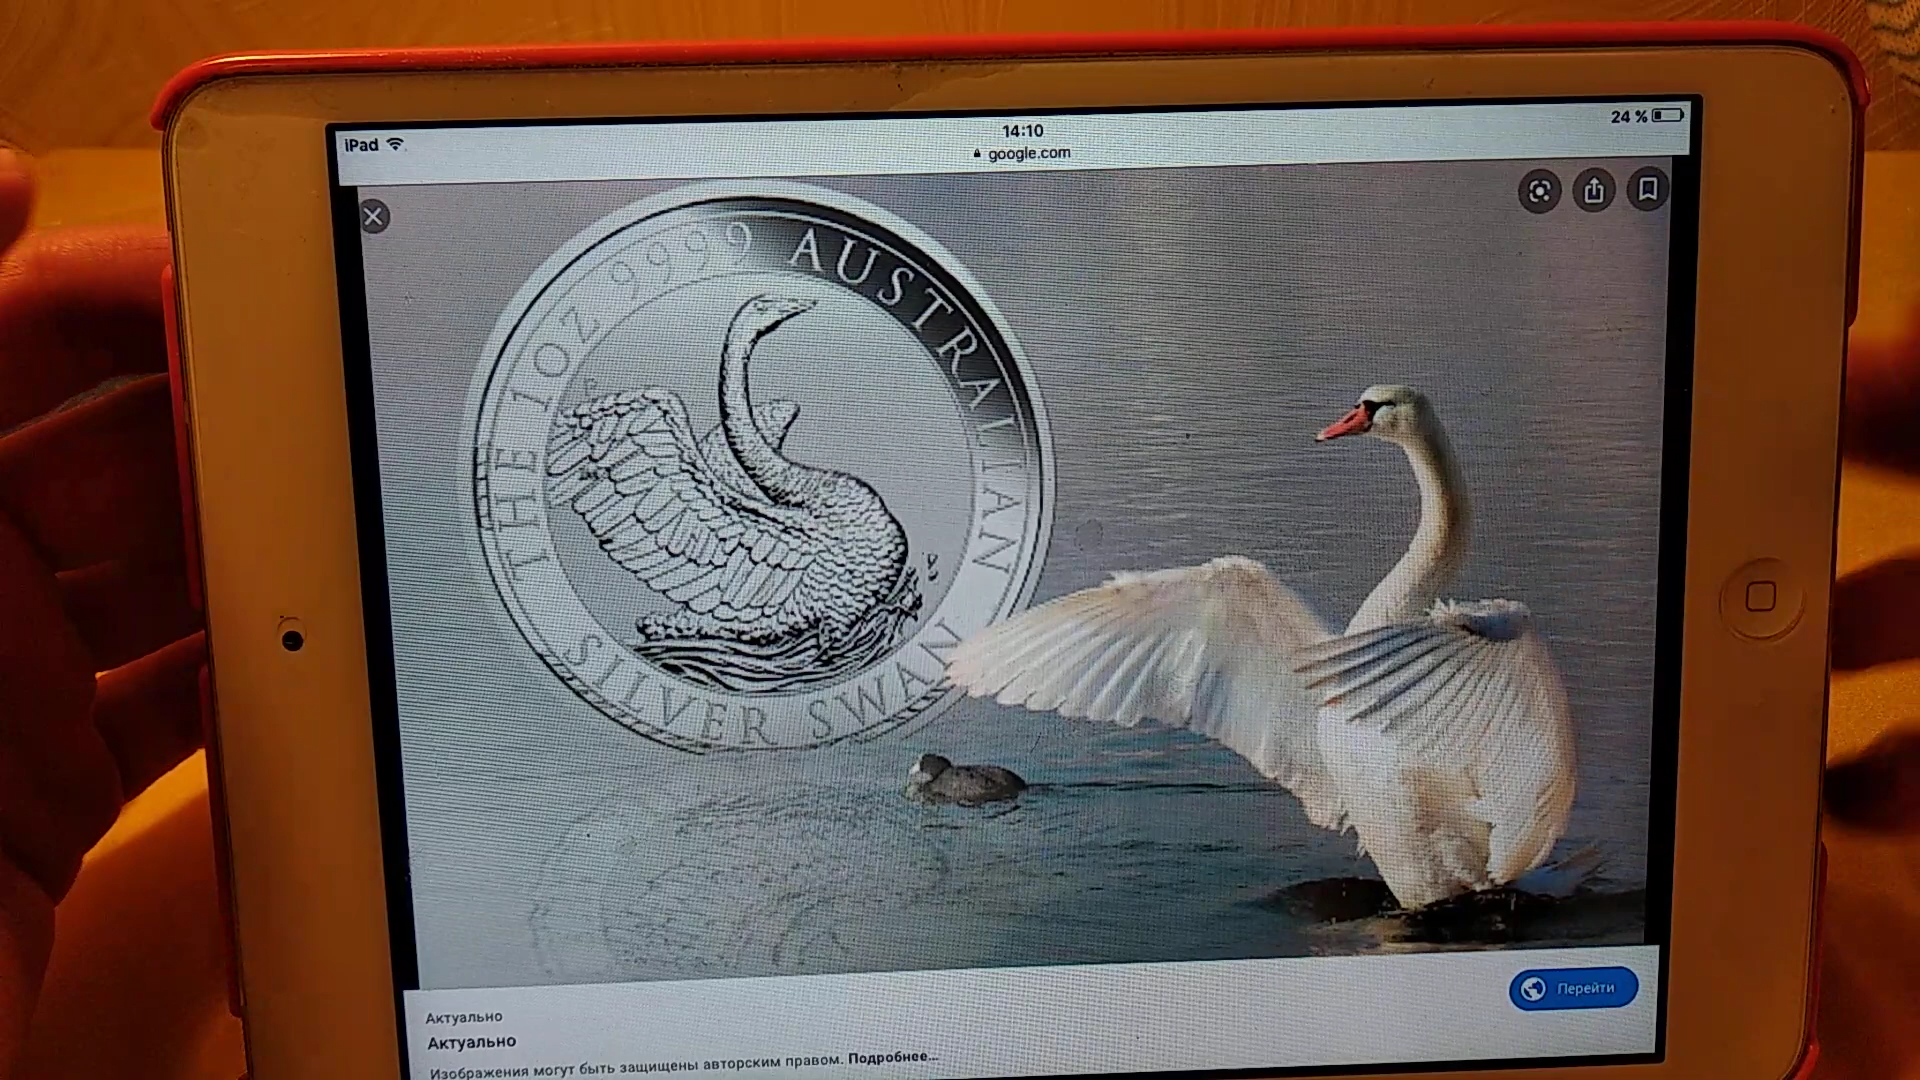 iPad
14:10
24 %
google.com
THE 1OZ 9999 AUSTRALIAN
SILVER SWAN
Перейти
Актуально
Актуально
Изображения могут быть защищены авторским правом. Подробнее...